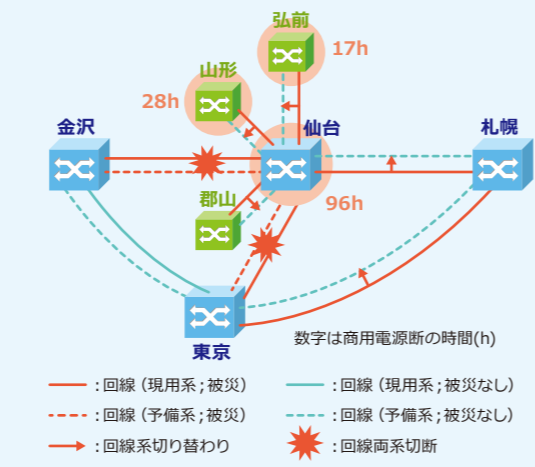 弘前
17h
山形
28h
金沢
仙台
札幌
郡山
96h
東京
数字は商用電源断の時間(h)
:回線(現用系;被災)
:回線(現用系;被災なし)
:回線(予備系;被災)
:回線(予備系;被災なし)
:回線系切り替わり
:回線両系切断